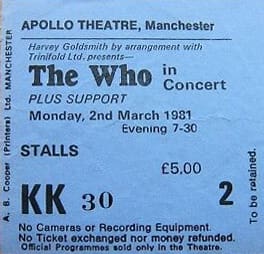 APOLLO THEATRE, Manchester
Harvey Goldsmith by arrangement with
Trinifold Ltd. presents—
The Who in
Concert
PLUS SUPPORT
Monday, 2nd March 1981
Evening 7-30
STALLS
£5.00
KK 30
2
No Cameras or Recording Equipment.
No Ticket exchanged nor money refunded.
Official Programmes sold only in the Theatre.
A. B. Cooper (Printers) Ltd. MANCHESTER
To be retained.